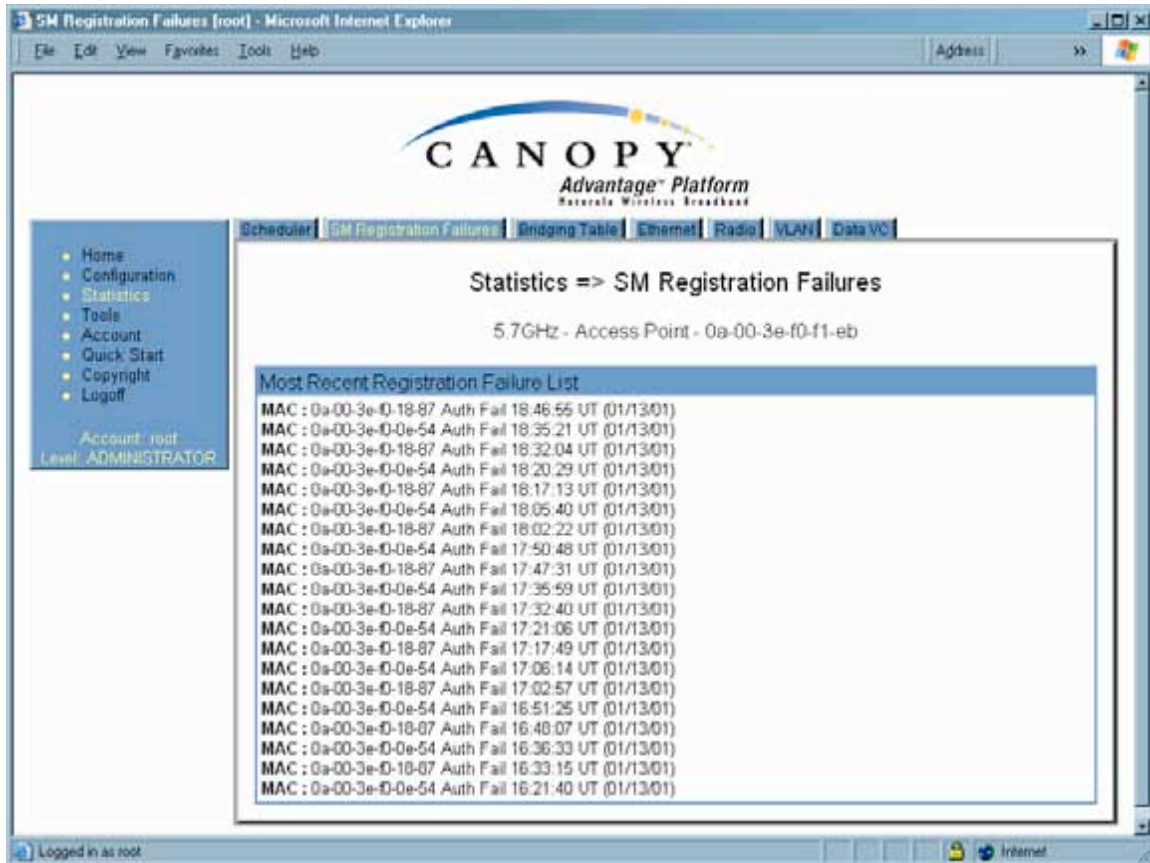 SM Registration Failures [root] - Microsoft Internet Explorer
File Edit View Favorites Tools Help
Address
CANOPY
Advantage™ Platform
Motorola Wireless Broadband
Scheduler SM Registration Failures Bridging Table Ethernet Radio VLAN Data VC
Home
Configuration
Statistics
Tools
Account
Quick Start
Copyright
Logoff
Account: root
Level: ADMINISTRATOR
Statistics => SM Registration Failures
5.7GHz - Access Point - 0a-00-3e-f0-f1-eb
Most Recent Registration Failure List
MAC : 0a-00-3e-f0-18-87 Auth Fail 18:46:55 UT (01/13/01)
MAC : 0a-00-3e-f0-0e-54 Auth Fail 18:35:21 UT (01/13/01)
MAC : 0a-00-3e-f0-18-87 Auth Fail 18:32:04 UT (01/13/01)
MAC : 0a-00-3e-f0-0e-54 Auth Fail 18:20:29 UT (01/13/01)
MAC : 0a-00-3e-f0-18-87 Auth Fail 18:17:13 UT (01/13/01)
MAC : 0a-00-3e-f0-0e-54 Auth Fail 18:05:40 UT (01/13/01)
MAC : 0a-00-3e-f0-18-87 Auth Fail 18:02:22 UT (01/13/01)
MAC : 0a-00-3e-f0-0e-54 Auth Fail 17:50:48 UT (01/13/01)
MAC : 0a-00-3e-f0-18-87 Auth Fail 17:47:31 UT (01/13/01)
MAC : 0a-00-3e-f0-0e-54 Auth Fail 17:35:59 UT (01/13/01)
MAC : 0a-00-3e-f0-18-87 Auth Fail 17:32:40 UT (01/13/01)
MAC : 0a-00-3e-f0-0e-54 Auth Fail 17:21:06 UT (01/13/01)
MAC : 0a-00-3e-f0-18-87 Auth Fail 17:17:49 UT (01/13/01)
MAC : 0a-00-3e-f0-0e-54 Auth Fail 17:06:14 UT (01/13/01)
MAC : 0a-00-3e-f0-18-87 Auth Fail 17:02:57 UT (01/13/01)
MAC : 0a-00-3e-f0-0e-54 Auth Fail 16:51:25 UT (01/13/01)
MAC : 0a-00-3e-f0-18-87 Auth Fail 16:48:07 UT (01/13/01)
MAC : 0a-00-3e-f0-0e-54 Auth Fail 16:36:33 UT (01/13/01)
MAC : 0a-00-3e-f0-18-87 Auth Fail 16:33:15 UT (01/13/01)
MAC : 0a-00-3e-f0-0e-54 Auth Fail 16:21:40 UT (01/13/01)
Logged in as root
Internet